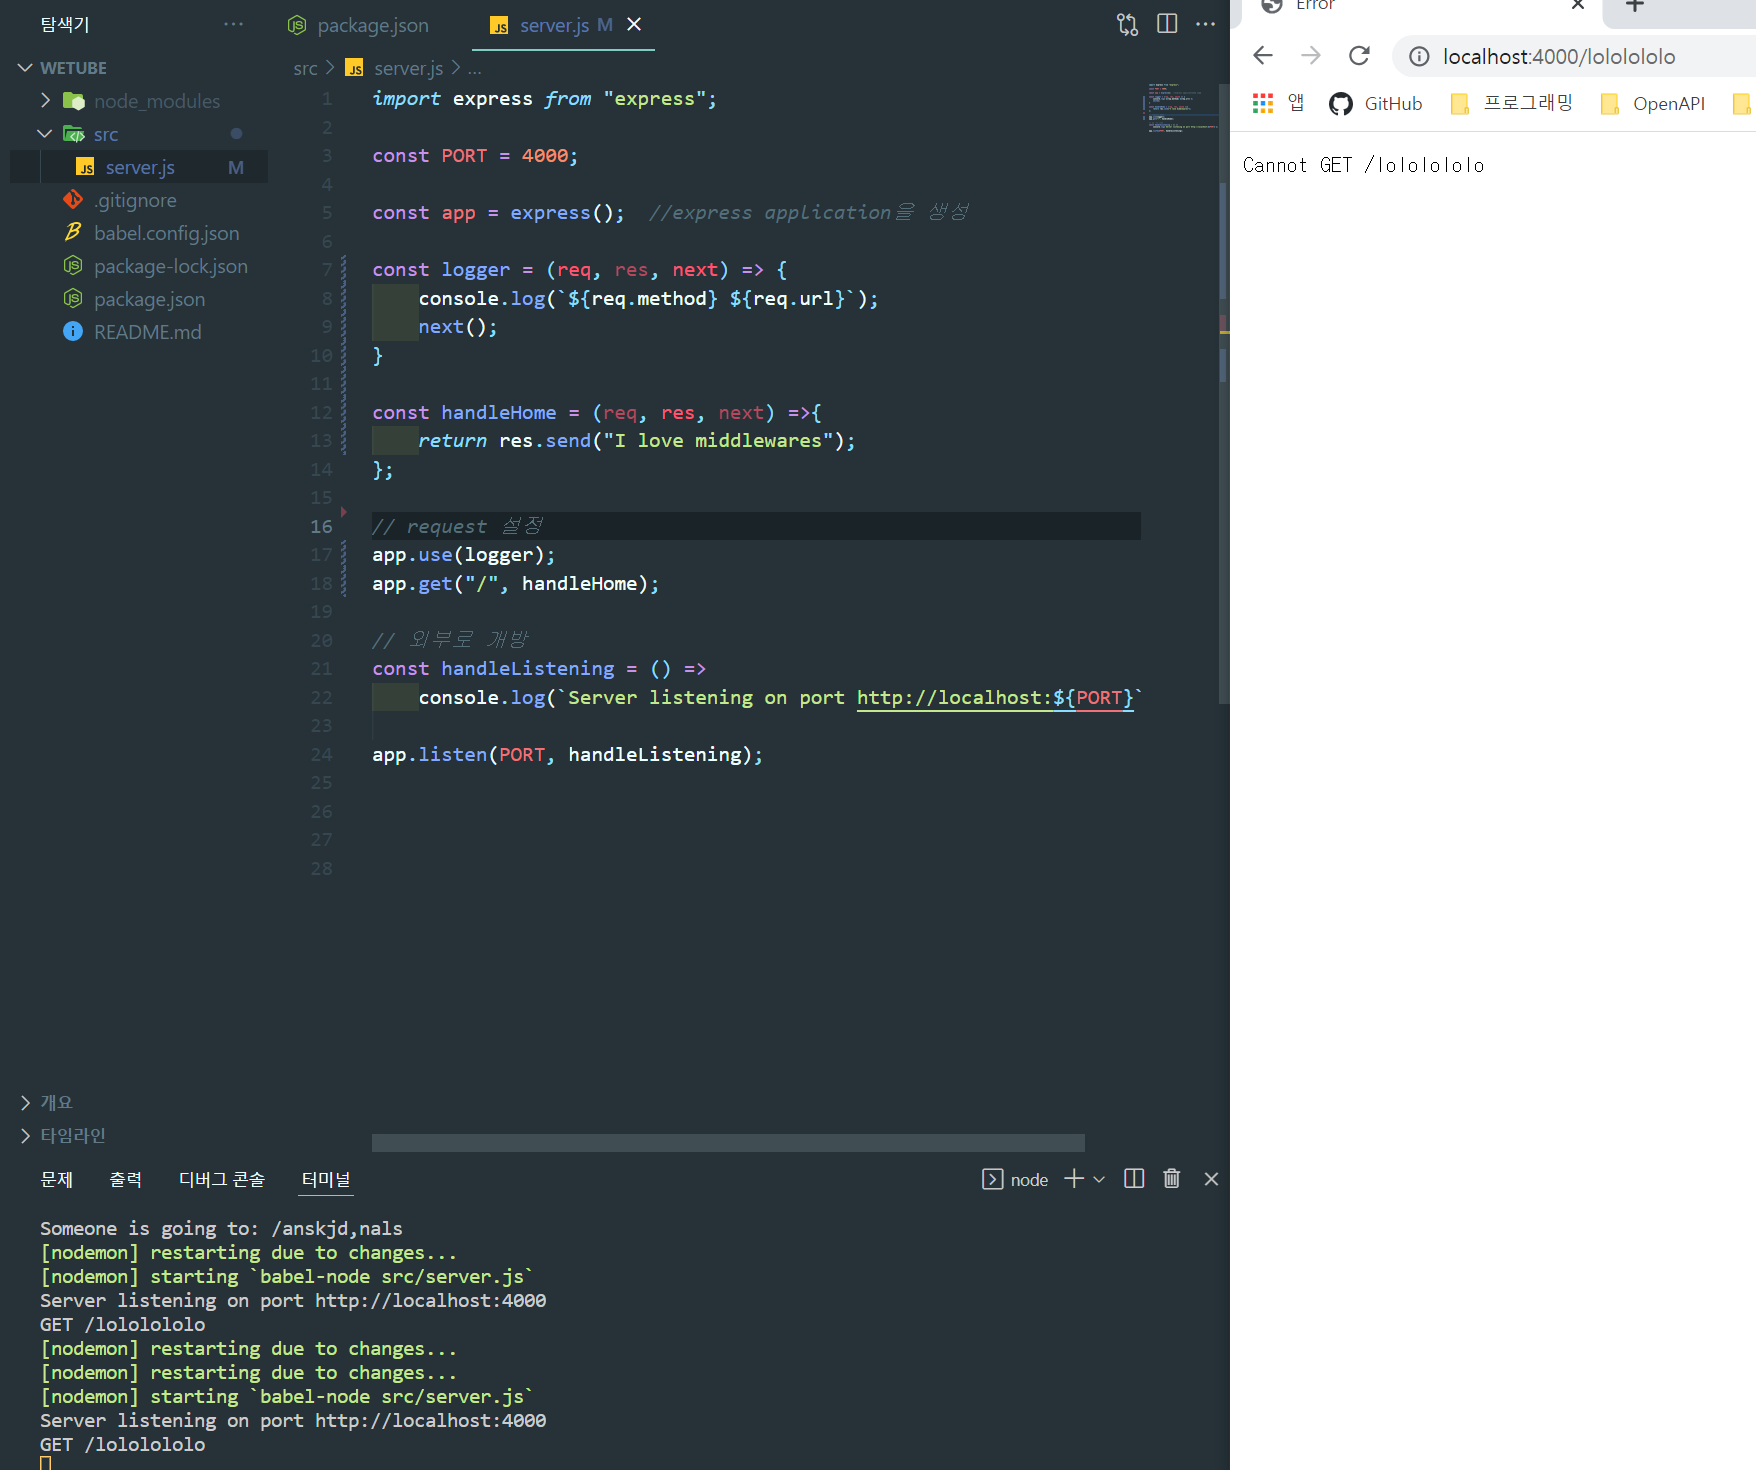 탐색기 ···
package.json
server.js M
WETUBE
node_modules
src
server.js M
.gitignore
babel.config.json
package-lock.json
package.json
README.md
src > server.js > ...
1 import express from "express";
2
3 const PORT = 4000;
4
5 const app = express();  //express application을 생성
6
7 const logger = (req, res, next) => {
8     console.log(`${req.method} ${req.url}`);
9     next();
10 }
11
12 const handleHome = (req, res, next) =>{
13     return res.send("I love middlewares");
14 };
15
16 // request 설정
17 app.use(logger);
18 app.get("/", handleHome);
19
20 // 외부로 개방
21 const handleListening = () =>
22     console.log(`Server listening on port http://localhost:${PORT}`
23
24 app.listen(PORT, handleListening);
25
26
27
28
개요
타임라인
문제 출력 디버그 콘솔 터미널
node
Someone is going to: /anskjd,nals
[nodemon] restarting due to changes...
[nodemon] starting `babel-node src/server.js`
Server listening on port http://localhost:4000
GET /lolololololo
[nodemon] restarting due to changes...
[nodemon] restarting due to changes...
[nodemon] starting `babel-node src/server.js`
Server listening on port http://localhost:4000
GET /lolololololo
Error
localhost:4000/lolololololo
앱 GitHub 프로그래밍 OpenAPI
Cannot GET /lolololololo